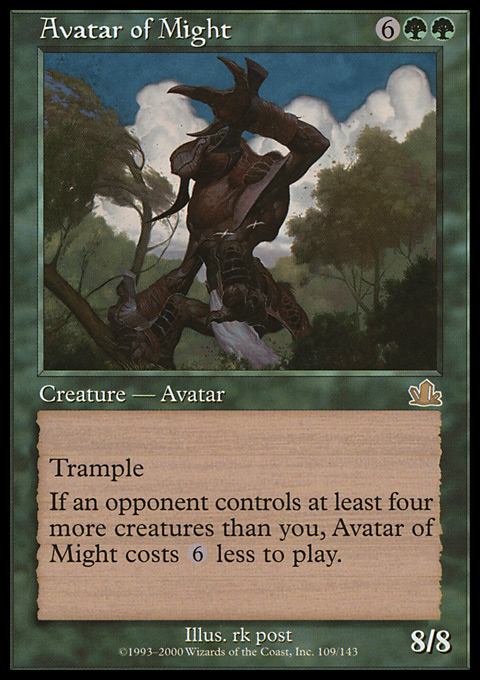 Avatar of Might 6
Creature — Avatar
Trample
If an opponent controls at least four
more creatures than you, Avatar of
Might costs 6 less to play.
Illus. rk post
©1993-2000 Wizards of the Coast, Inc. 109/143
8/8